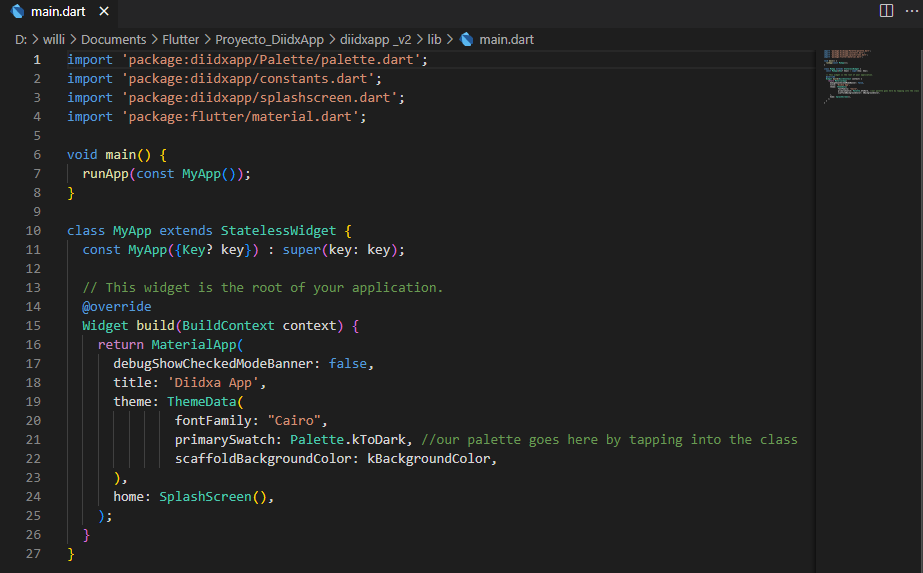 main.dart ×
D: > willi > Documents > Flutter > Proyecto_DiidxApp > diidxapp _v2 > lib > main.dart
1 import 'package:diidxapp/Palette/palette.dart';
2 import 'package:diidxapp/constants.dart';
3 import 'package:diidxapp/splashscreen.dart';
4 import 'package:flutter/material.dart';
5
6 void main() {
7   runApp(const MyApp());
8 }
9
10 class MyApp extends StatelessWidget {
11   const MyApp({Key? key}) : super(key: key);
12
13   // This widget is the root of your application.
14   @override
15   Widget build(BuildContext context) {
16     return MaterialApp(
17       debugShowCheckedModeBanner: false,
18       title: 'Diidxa App',
19       theme: ThemeData(
20               fontFamily: "Cairo",
21               primarySwatch: Palette.kToDark, //our palette goes here by tapping into the class
22               scaffoldBackgroundColor: kBackgroundColor,
23       ),
24       home: SplashScreen(),
25     );
26   }
27 }